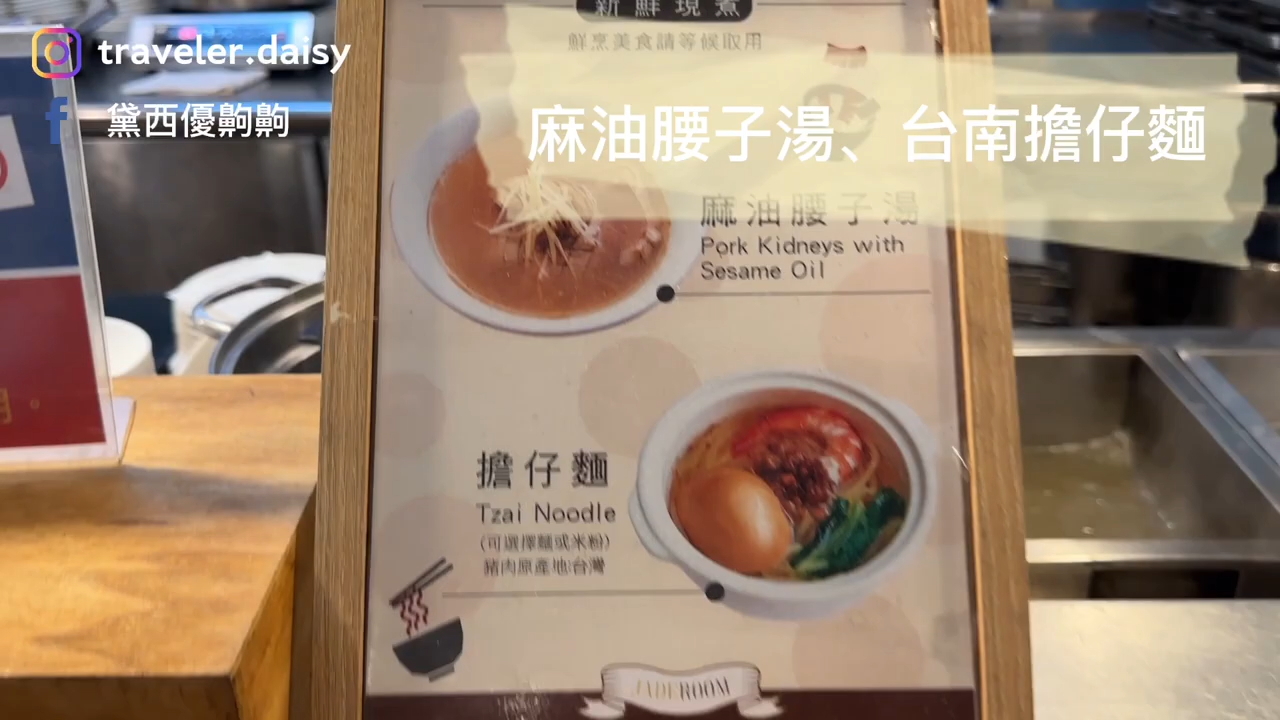 traveler.daisy
黛西優齁齁
麻油腰子湯、台南擔仔麵
新鮮現煮
鮮烹美食請等候取用
麻油腰子湯
Pork Kidneys with
Sesame Oil
擔仔麵
Tzai Noodle
(可選擇麵或米粉)
豬肉原產地:台灣
JADEROOM